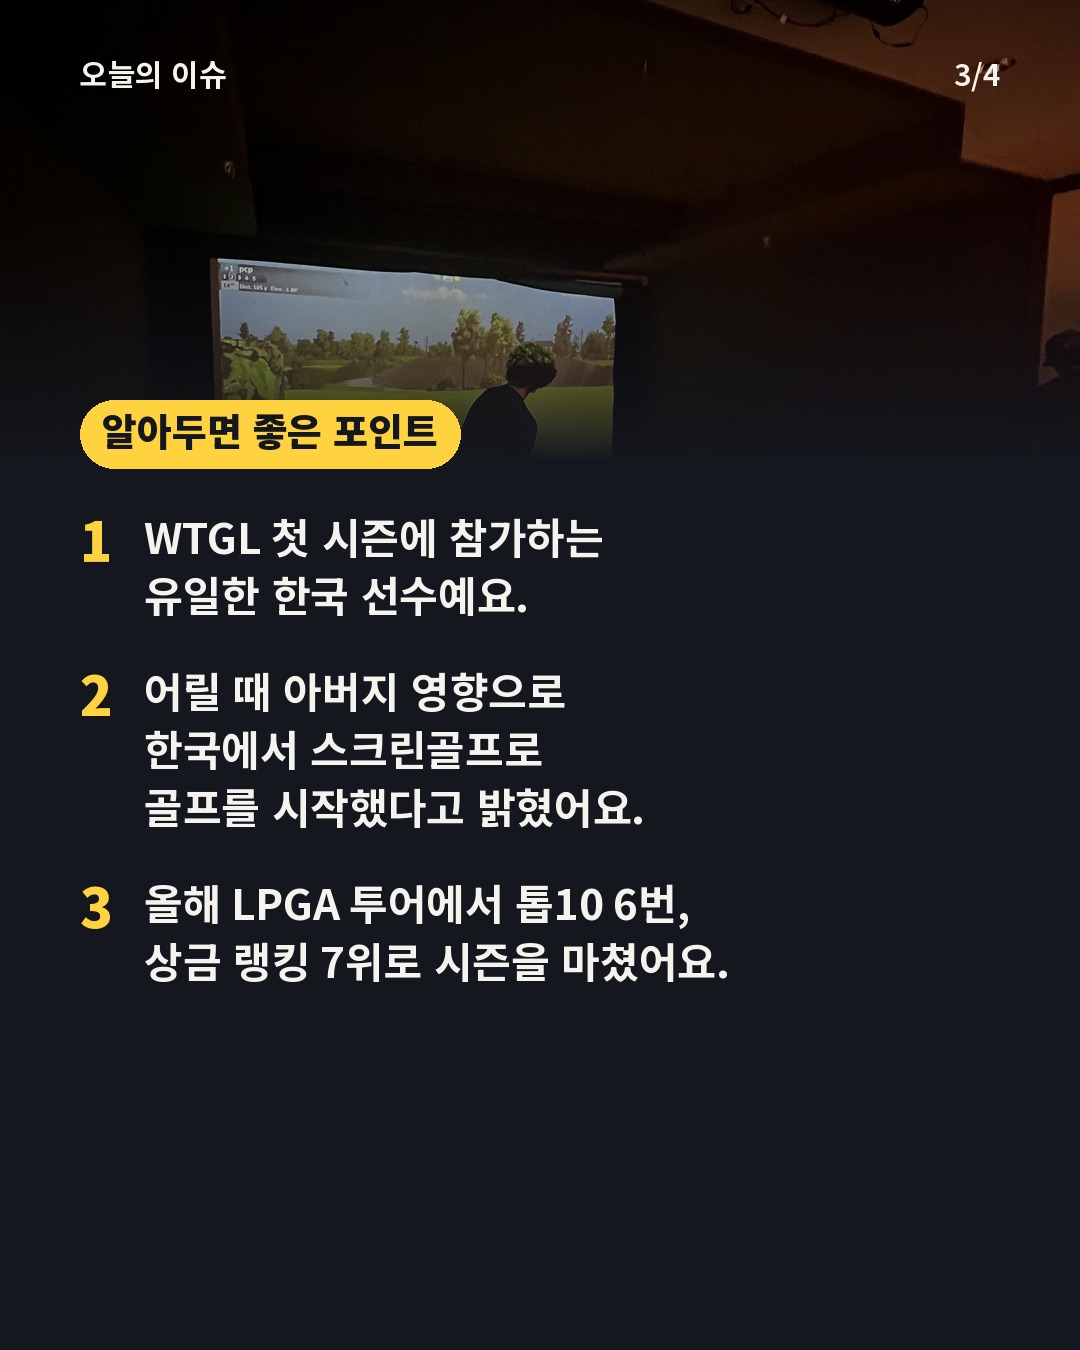 오늘의 이슈
3/4
+1 pcp
알아두면 좋은 포인트
1 WTGL 첫 시즌에 참가하는
유일한 한국 선수예요.
2 어릴 때 아버지 영향으로
한국에서 스크린골프로
골프를 시작했다고 밝혔어요.
3 올해 LPGA 투어에서 톱10 6번,
상금 랭킹 7위로 시즌을 마쳤어요.